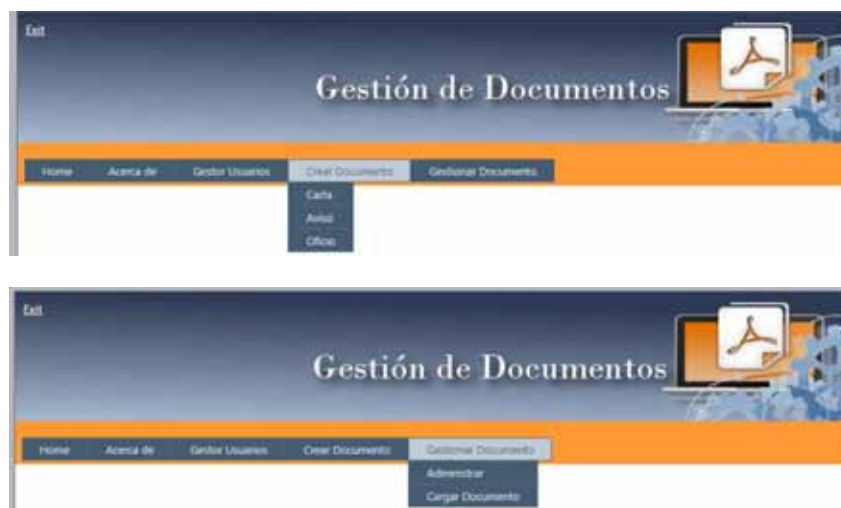 Exit
Gestión de Documentos
Home Acerca de Gestor Usuarios Crear Documento Gestionar Documento
Carta
Aviso
Oficio
Exit
Gestión de Documentos
Home Acerca de Gestor Usuarios Crear Documento Gestionar Documento
Administrar
Cargar Documento